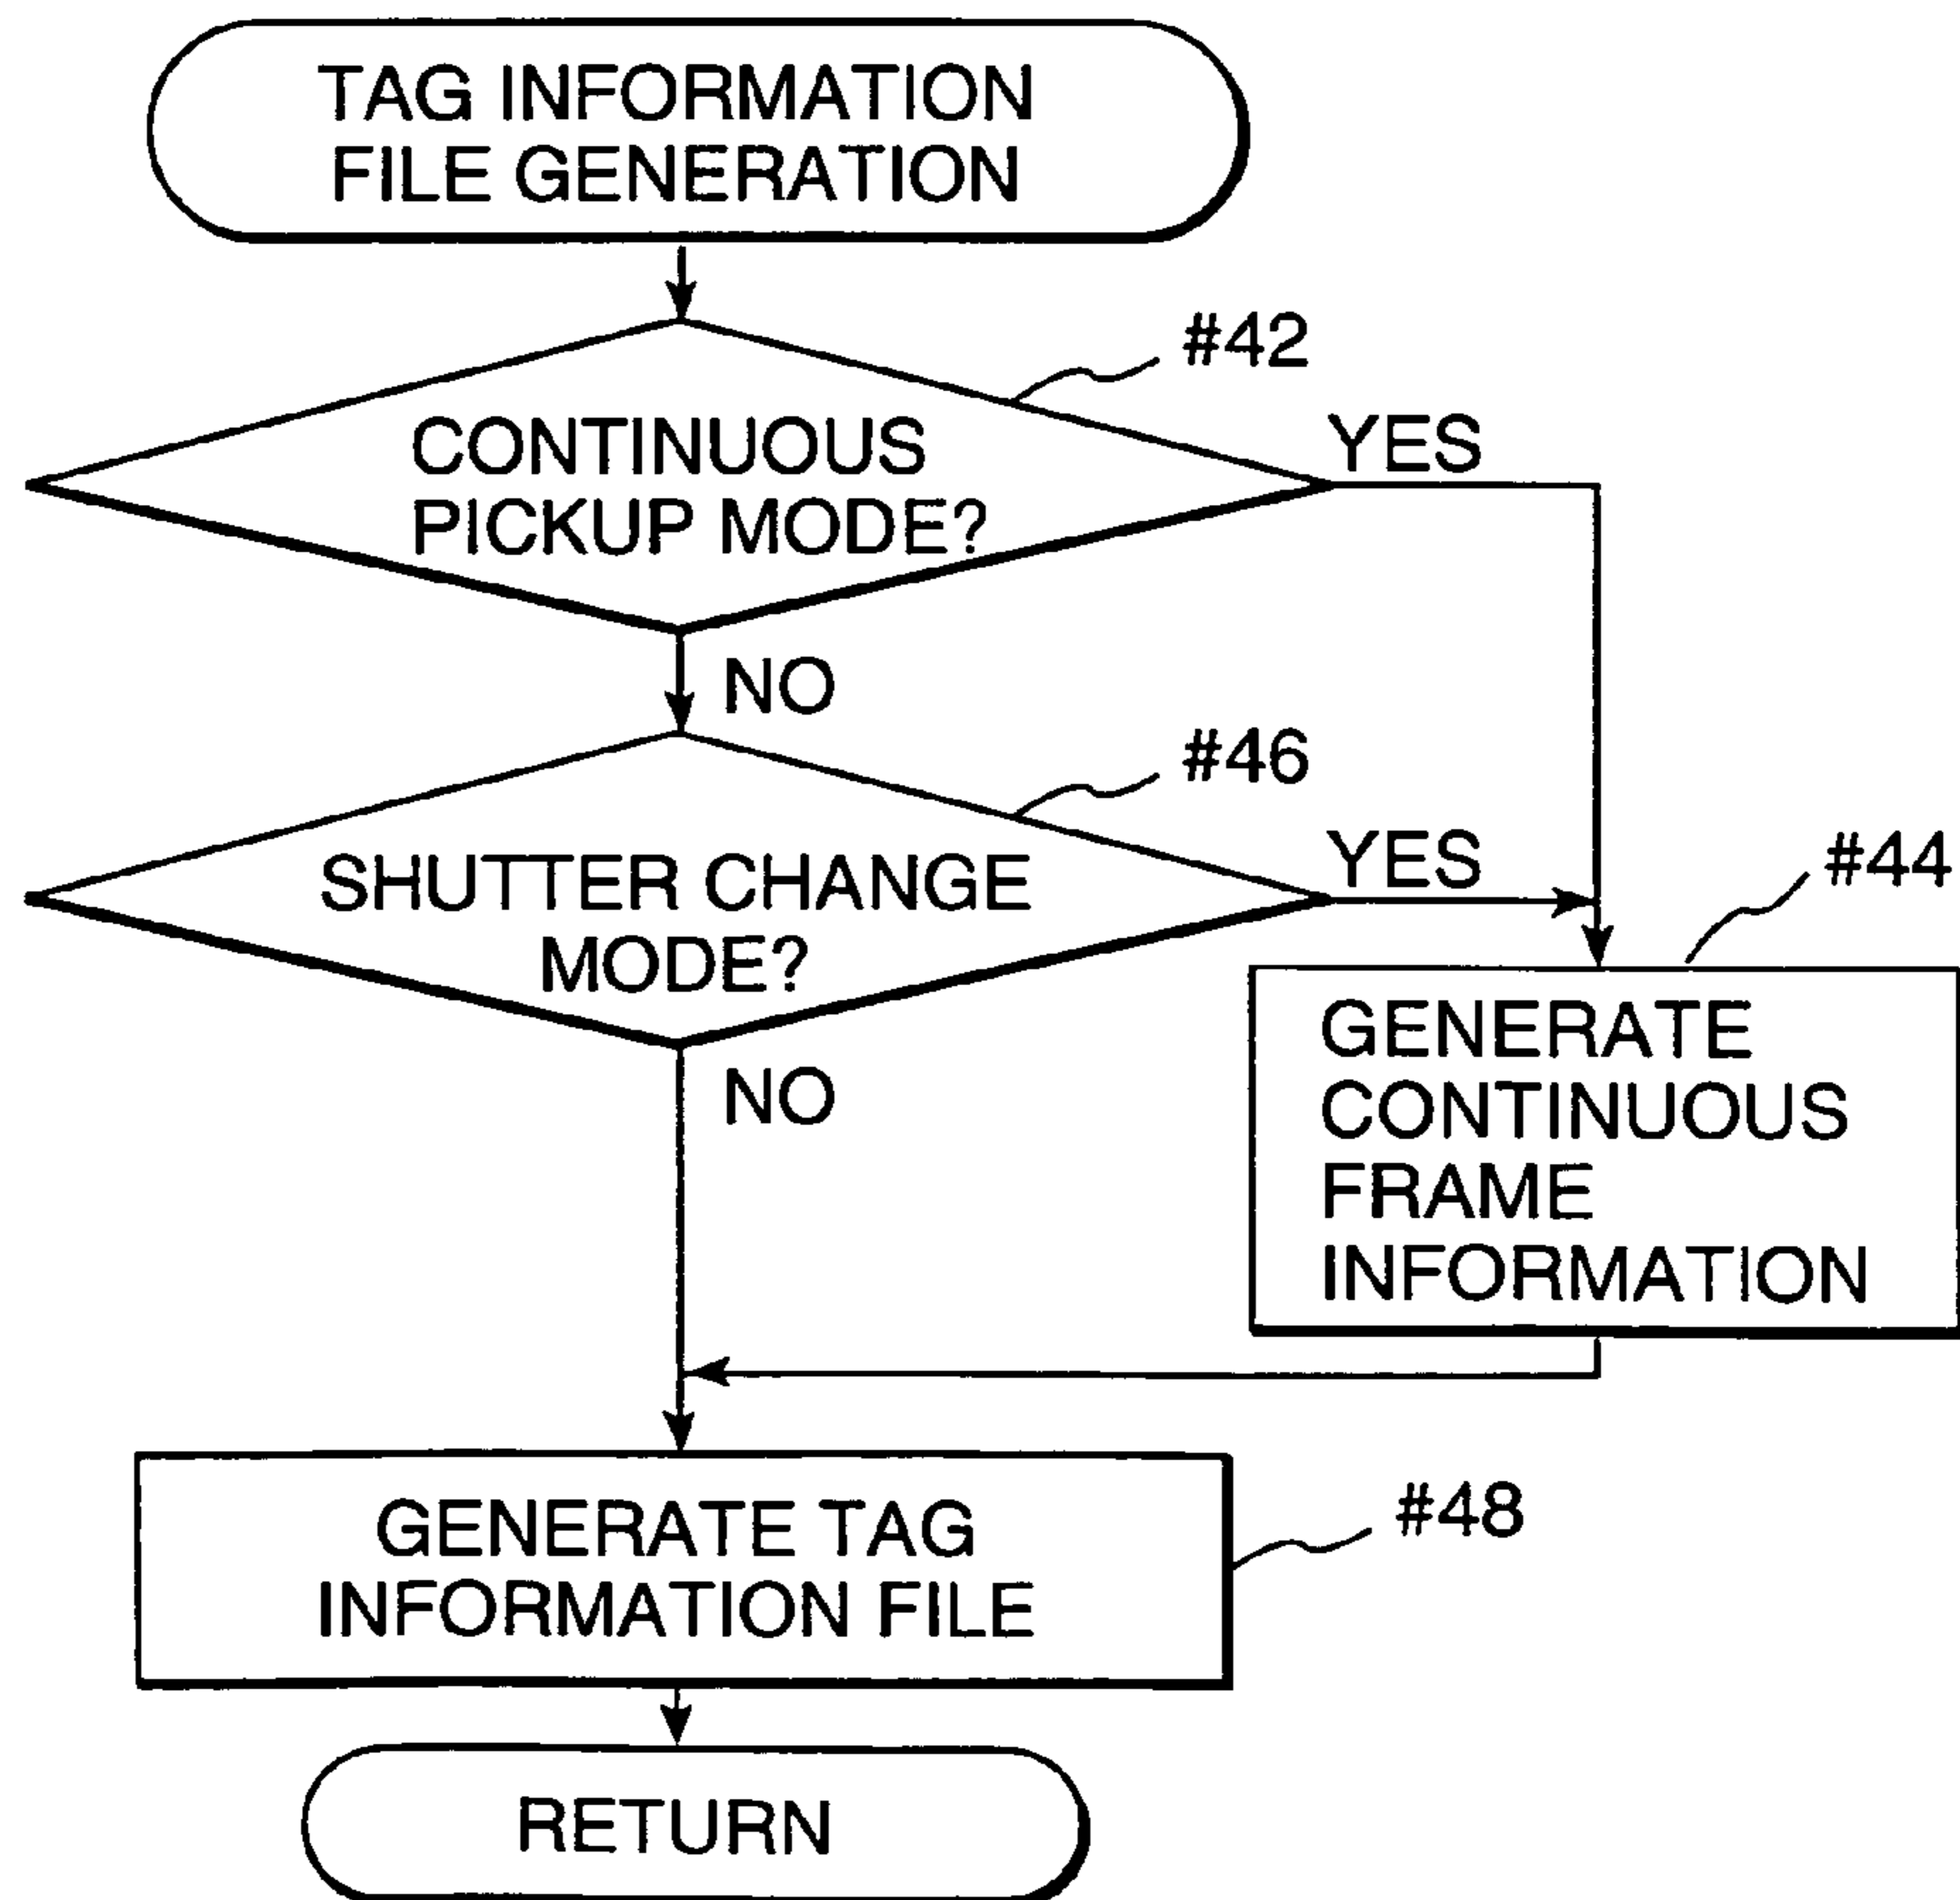 TAG INFORMATION
FILE GENERATION
#42
CONTINUOUS
PICKUP MODE?
YES
NO
#46
SHUTTER CHANGE
MODE?
YES
#44
GENERATE
CONTINUOUS
FRAME
INFORMATION
NO
GENERATE TAG
INFORMATION FILE
#48
RETURN